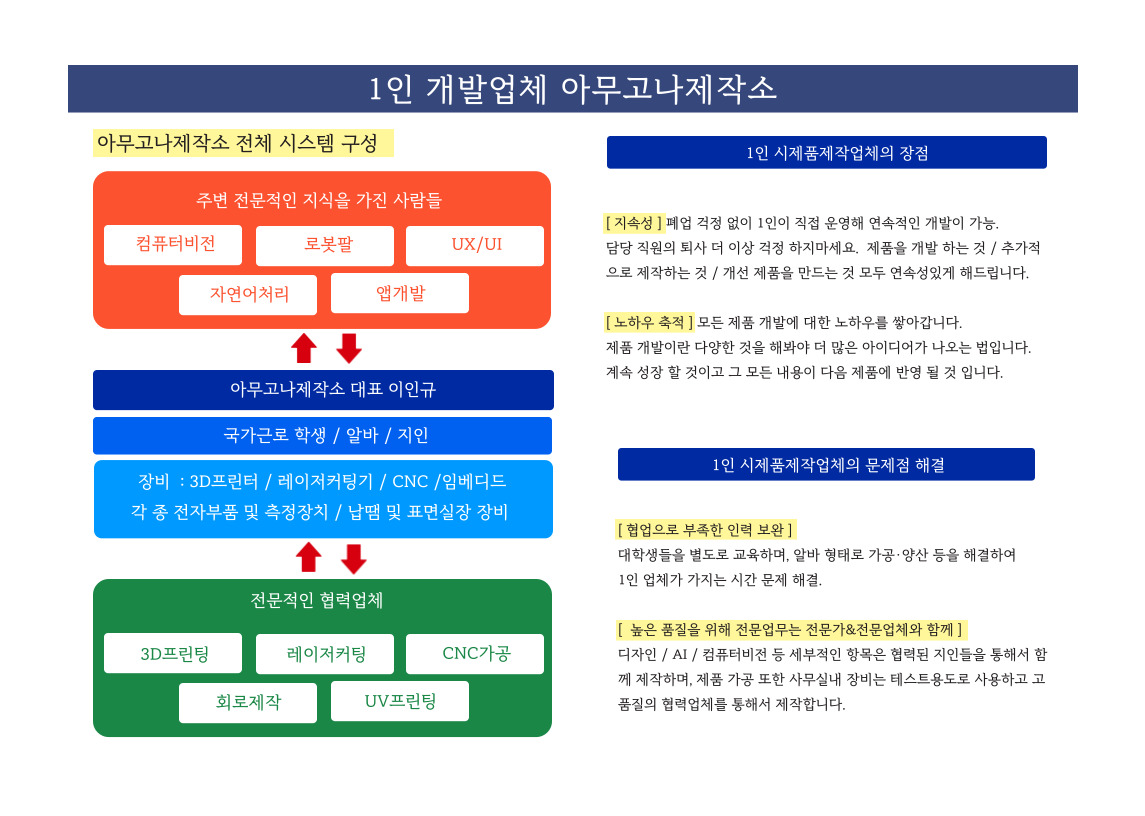 1인 개발업체 아무고나제작소
아무고나제작소 전체 시스템 구성
주변 전문적인 지식을 가진 사람들
컴퓨터비전
로봇팔
UX/UI
자연어처리
앱개발
아무고나제작소 대표 이인규
국가근로 학생 / 알바 / 지인
장비 : 3D프린터 / 레이저커팅기 / CNC /임베디드
각 종 전자부품 및 측정장치 / 납땜 및 표면실장 장비
전문적인 협력업체
3D프린팅
레이저커팅
CNC가공
회로제작
UV프린팅
1인 시제품제작업체의 장점
[ 지속성 ] 폐업 걱정 없이 1인이 직접 운영해 연속적인 개발이 가능.
담당 직원의 퇴사 더 이상 걱정 하지마세요. 제품을 개발 하는 것 / 추가적
으로 제작하는 것 / 개선 제품을 만드는 것 모두 연속성있게 해드립니다.
[ 노하우 축적 ] 모든 제품 개발에 대한 노하우를 쌓아갑니다.
제품 개발이란 다양한 것을 해봐야 더 많은 아이디어가 나오는 법입니다.
계속 성장 할 것이고 그 모든 내용이 다음 제품에 반영 될 것 입니다.
1인 시제품제작업체의 문제점 해결
[ 협업으로 부족한 인력 보완 ]
대학생들을 별도로 교육하며, 알바 형태로 가공·양산 등을 해결하여
1인 업체가 가지는 시간 문제 해결.
[ 높은 품질을 위해 전문업무는 전문가&전문업체와 함께 ]
디자인 / AI / 컴퓨터비전 등 세부적인 항목은 협력된 지인들을 통해서 함
께 제작하며, 제품 가공 또한 사무실내 장비는 테스트용도로 사용하고 고
품질의 협력업체를 통해서 제작합니다.